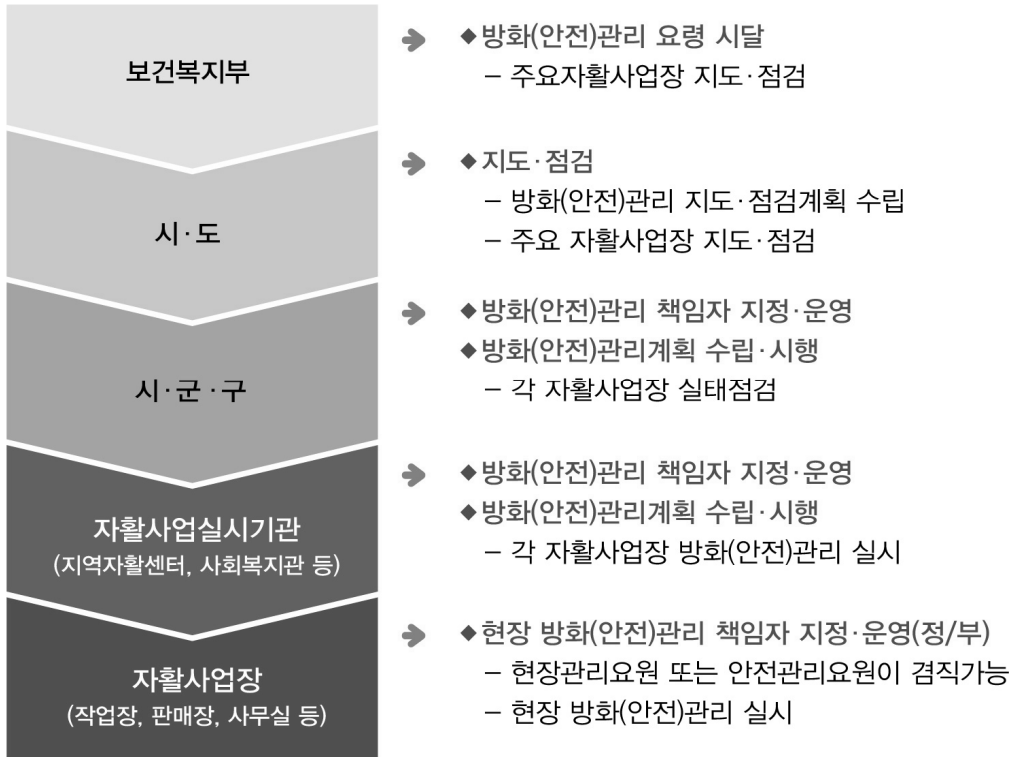 보건복지부
➔ ◆방화(안전)관리 요령 시달
– 주요자활사업장 지도·점검
시·도
➔ ◆지도·점검
– 방화(안전)관리 지도·점검계획 수립
– 주요 자활사업장 지도·점검
시·군·구
➔ ◆방화(안전)관리 책임자 지정·운영
◆방화(안전)관리계획 수립·시행
– 각 자활사업장 실태점검
자활사업실시기관
(지역자활센터, 사회복지관 등)
➔ ◆방화(안전)관리 책임자 지정·운영
◆방화(안전)관리계획 수립·시행
– 각 자활사업장 방화(안전)관리 실시
자활사업장
(작업장, 판매장, 사무실 등)
➔ ◆현장 방화(안전)관리 책임자 지정·운영(정/부)
– 현장관리요원 또는 안전관리요원이 겸직가능
– 현장 방화(안전)관리 실시